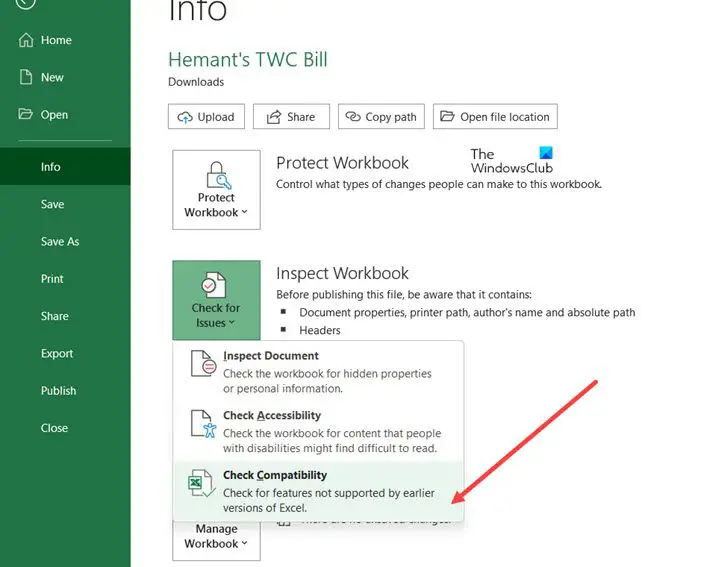 Info
Home
New
Open
Info
Save
Save As
Print
Share
Export
Publish
Close
Hemant's TWC Bill
Downloads
Upload
Share
Copy path
Open file location
Protect
Workbook
Protect Workbook
Control what types of changes people can make to this workbook.
The
WindowsClub
Check for
Issues
Inspect Workbook
Before publishing this file, be aware that it contains:
Document properties, printer path, author's name and absolute path
Headers
Inspect Document
Check the workbook for hidden properties
or personal information.
Check Accessibility
Check the workbook for content that people
with disabilities might find difficult to read.
Check Compatibility
Check for features not supported by earlier
versions of Excel.
Manage
Workbook
There are no unsaved changes.